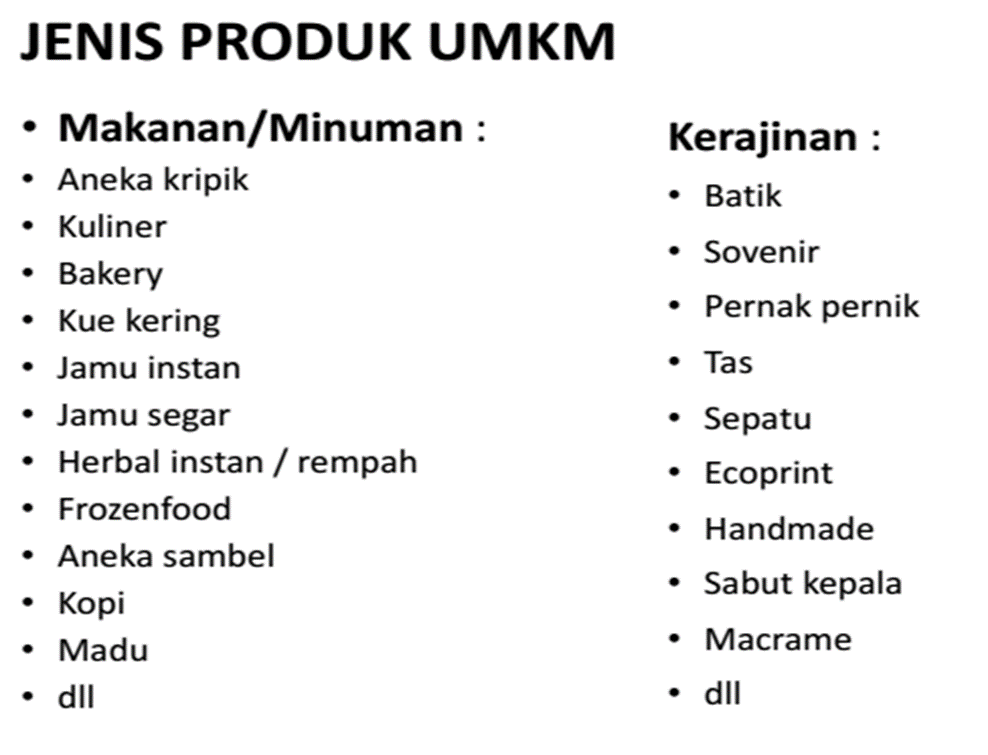 JENIS PRODUK UMKM
• Makanan/Minuman :
• Aneka kripik
• Kuliner
• Bakery
• Kue kering
• Jamu instan
• Jamu segar
• Herbal instan / rempah
• Frozenfood
• Aneka sambel
• Kopi
• Madu
• dll
Kerajinan :
• Batik
• Sovenir
• Pernak pernik
• Tas
• Sepatu
• Ecoprint
• Handmade
• Sabut kepala
• Macrame
• dll